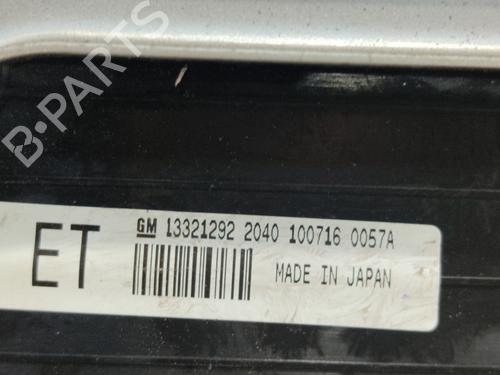 B-PARTS
GM 13321292 2040 100716 0057A
ET
MADE IN JAPAN